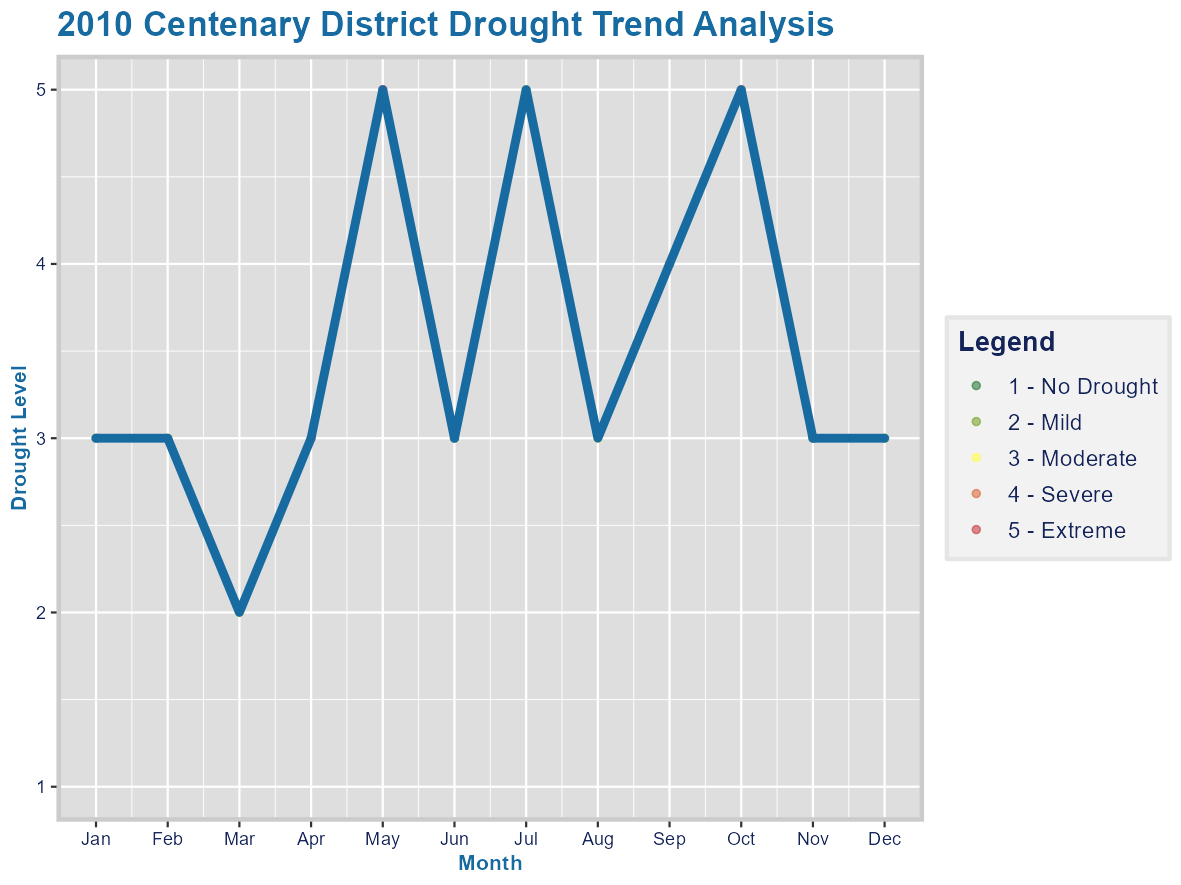 2010 Centenary District Drought Trend Analysis
Drought Level
5
4
3
2
1
Jan Feb Mar Apr May Jun Jul Aug Sep Oct Nov Dec
Month
Legend
1 - No Drought
2 - Mild
3 - Moderate
4 - Severe
5 - Extreme